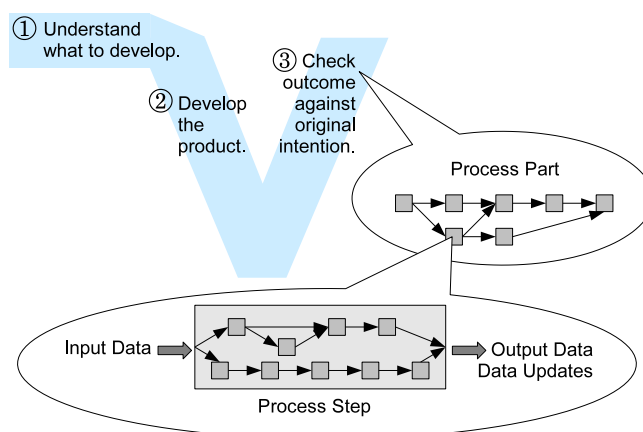 ① Understand
what to develop.
② Develop
the
product.
③ Check
outcome
against
original
intention.
Process Part
Input Data
Output Data
Data Updates
Process Step